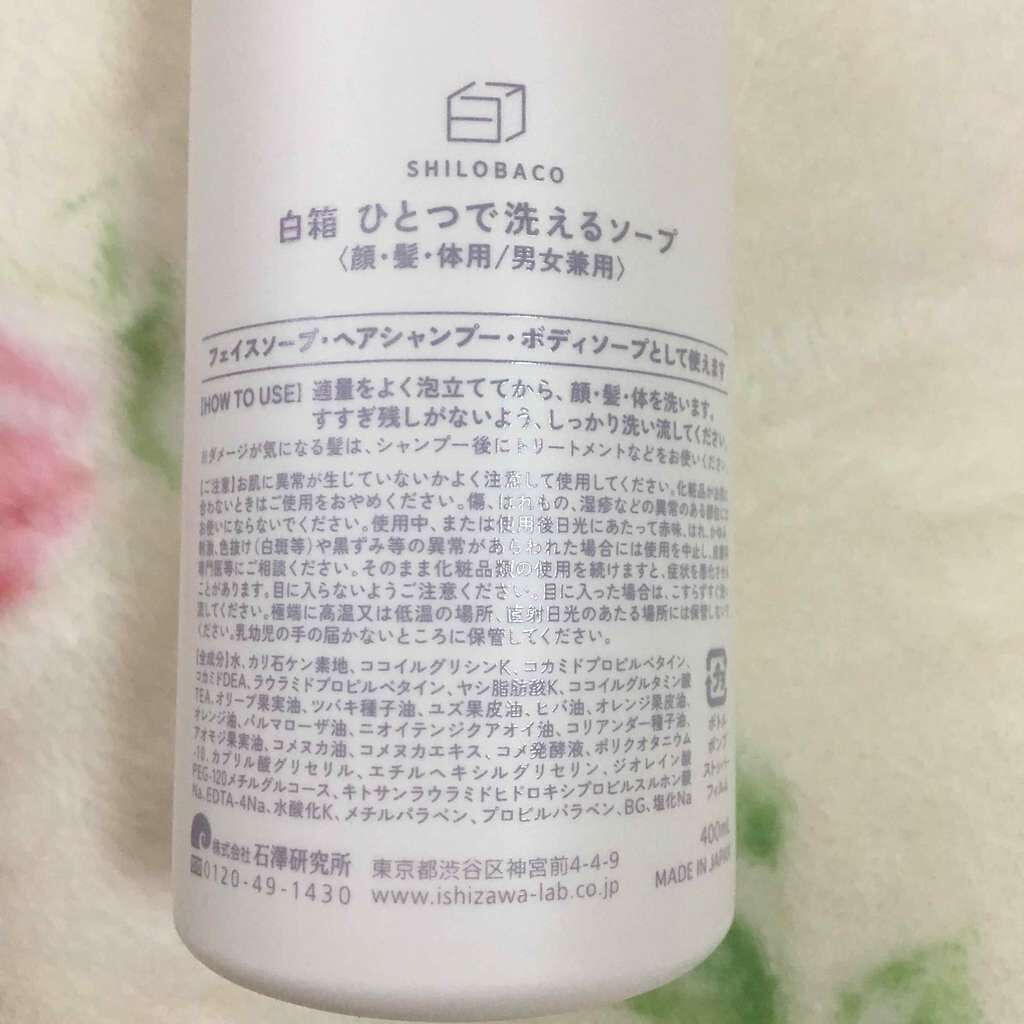 SHILOBACO
白箱 ひとつで洗えるソープ
〈顔・髪・体用/男女兼用〉
フェイスソープ・ヘアシャンプー・ボディソープとして使えます
【HOW TO USE】適量をよく泡立ててから、顔・髪・体を洗います。
すすぎ残しがないよう、しっかり洗い流してください。
※ダメージが気になる髪は、シャンプー後にトリートメントなどをお使いください
【ご注意】お肌に異常が生じていないかよく注意して使用してください。化粧品がお肌に
合わないときはご使用をおやめください。傷、はれもの、湿疹などの異常のある部位には
お使いにならないでください。使用中、または使用後日光にあたって赤味、はれ、かゆみ
刺激、色抜け(白斑等)や黒ずみ等の異常があらわれた場合には使用を中止し、皮膚科
専門医等にご相談ください。そのまま化粧品類の使用を続けますと、症状を悪化させる
ことがあります。目に入らないようご注意ください。目に入った場合は、こすらずすぐ洗い
流してください。極端に高温又は低温の場所、直射日光のあたる場所には保管しないで
ください。乳幼児の手の届かないところに保管してください。
【全成分】水、カリ石ケン素地、ココイルグリシンK、コカミドプロピルベタイン、
コカミドDEA、ラウラミドプロピルベタイン、ヤシ脂肪酸K、ココイルグルタミン酸
TEA、オリーブ果実油、ツバキ種子油、ユズ果皮油、ヒバ油、オレンジ果皮油、
オレンジ油、パルマローザ油、ニオイテンジクアオイ油、コリアンダー種子油、
アオモジ果実油、コメヌカ油、コメヌカエキス、コメ発酵液、ポリクオタニウム
-10、カプリル酸グリセリル、エチルヘキシルグリセリン、ジオレイン酸
PEG-120メチルグルコース、キトサンラウラミドヒドロキシプロピルスルホン酸
Na、EDTA-4Na、水酸化K、メチルパラベン、プロピルパラベン、BG、塩化Na
プラ
ボトル
ポンプ
ストッパー
フィルム
株式会社 石澤研究所
0120-49-1430
東京都渋谷区神宮前4-4-9
www.ishizawa-lab.co.jp
400mL
MADE IN JAPAN